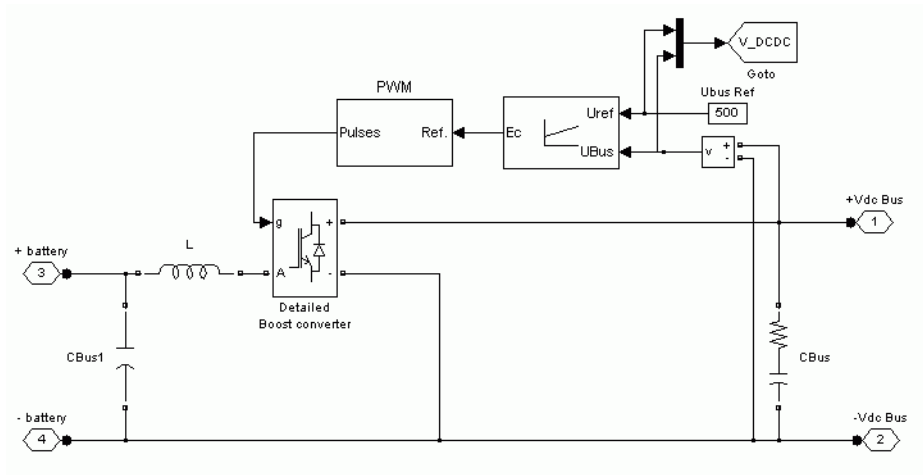 V_DCDC
Goto
Ubus Ref
500
PWM
Pulses
Ref.
Ec
Uref
UBus
v
+
-
+Vdc Bus
1
g
+
A
-
Detailed
Boost converter
L
+ battery
3
CBus1
CBus
- battery
4
-Vdc Bus
2